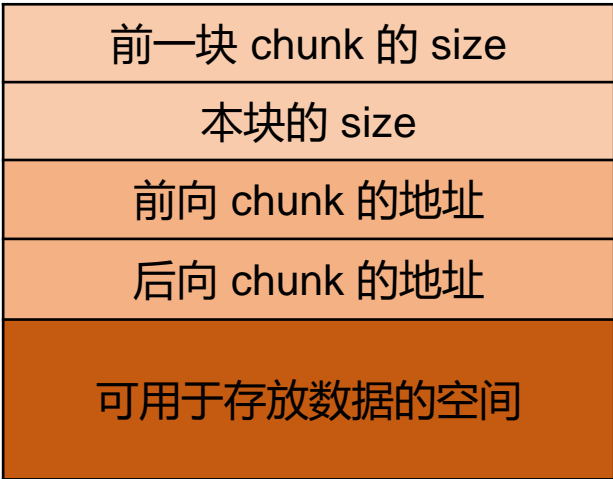 前一块 chunk 的 size
本块的 size
前向 chunk 的地址
后向 chunk 的地址
可用于存放数据的空间